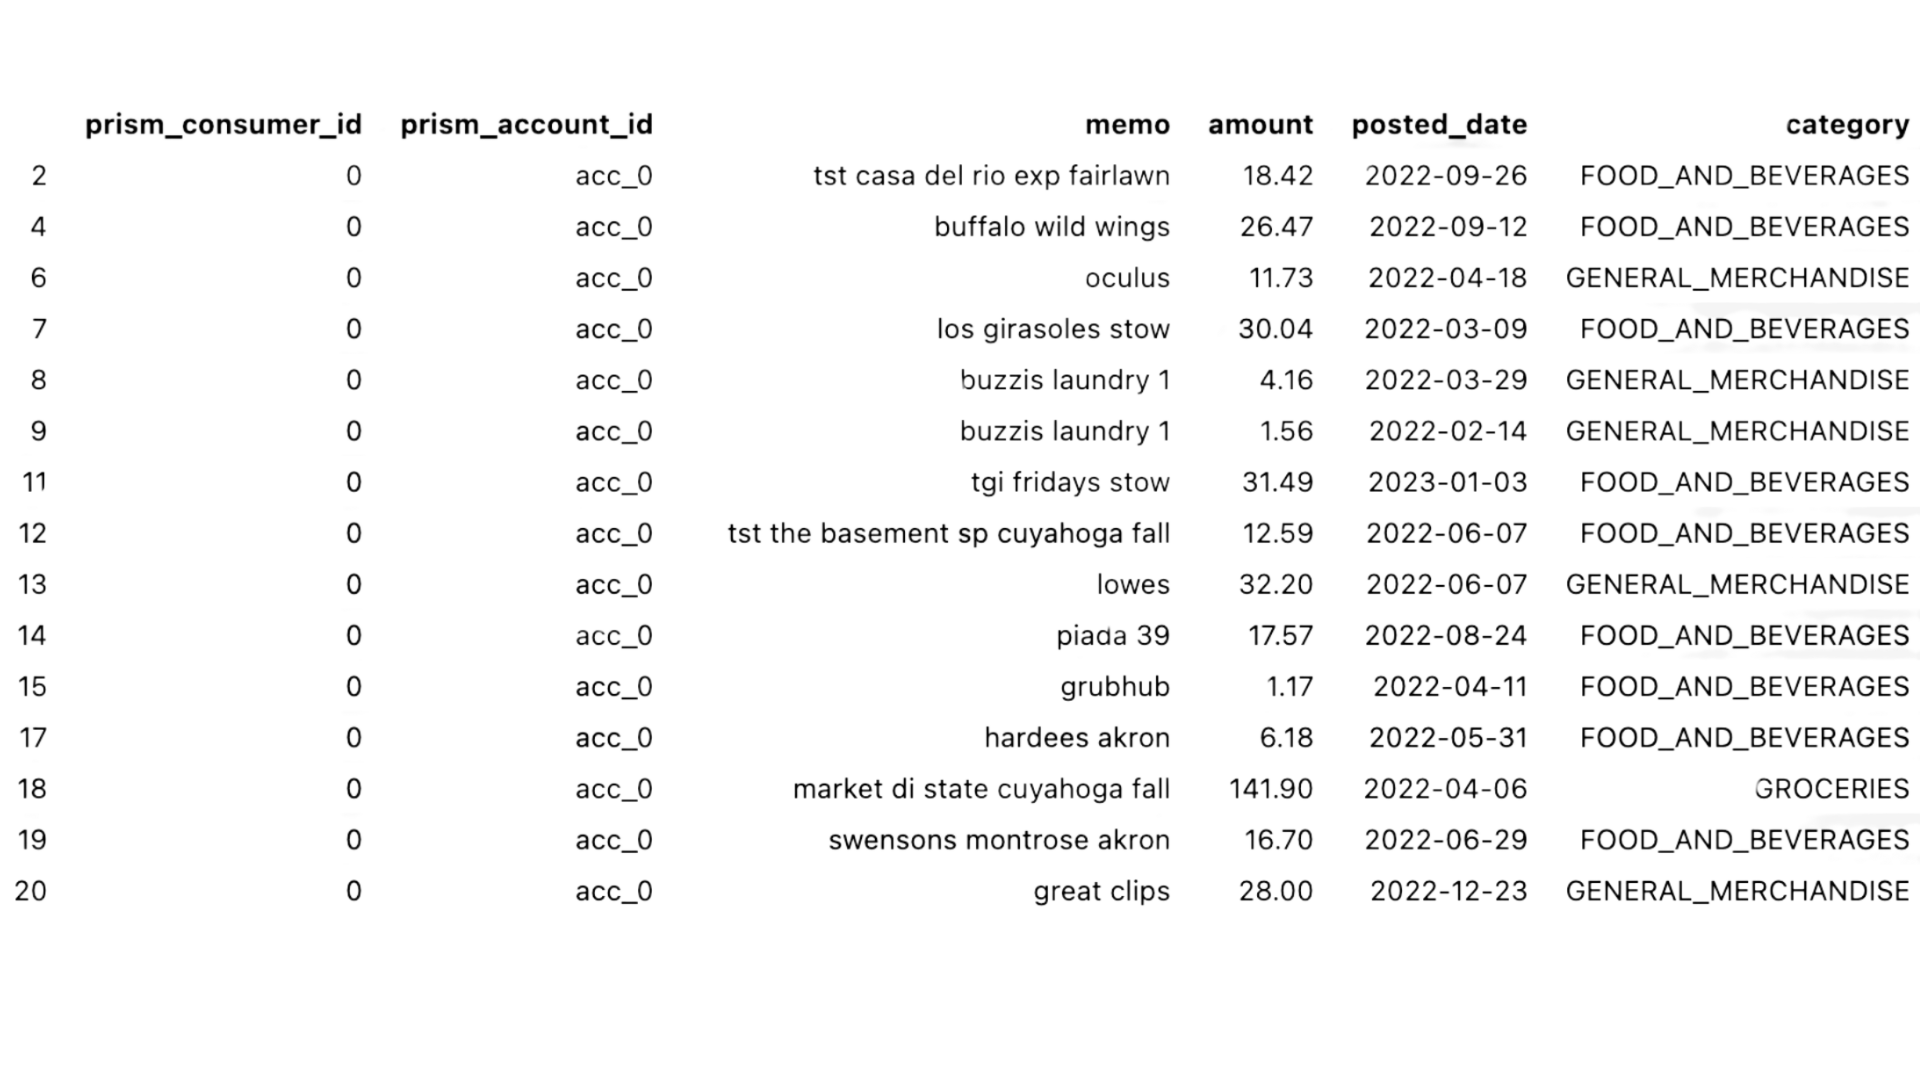 prism_consumer_id prism_account_id memo amount posted_date category
2 0 acc_0 tst casa del rio exp fairlawn 18.42 2022-09-26 FOOD_AND_BEVERAGES
4 0 acc_0 buffalo wild wings 26.47 2022-09-12 FOOD_AND_BEVERAGES
6 0 acc_0 oculus 11.73 2022-04-18 GENERAL_MERCHANDISE
7 0 acc_0 los girasoles stow 30.04 2022-03-09 FOOD_AND_BEVERAGES
8 0 acc_0 buzzis laundry 1 4.16 2022-03-29 GENERAL_MERCHANDISE
9 0 acc_0 buzzis laundry 1 1.56 2022-02-14 GENERAL_MERCHANDISE
11 0 acc_0 tgi fridays stow 31.49 2023-01-03 FOOD_AND_BEVERAGES
12 0 acc_0 tst the basement sp cuyahoga fall 12.59 2022-06-07 FOOD_AND_BEVERAGES
13 0 acc_0 lowes 32.20 2022-06-07 GENERAL_MERCHANDISE
14 0 acc_0 piada 39 17.57 2022-08-24 FOOD_AND_BEVERAGES
15 0 acc_0 grubhub 1.17 2022-04-11 FOOD_AND_BEVERAGES
17 0 acc_0 hardees akron 6.18 2022-05-31 FOOD_AND_BEVERAGES
18 0 acc_0 market di state cuyahoga fall 141.90 2022-04-06 GROCERIES
19 0 acc_0 swensons montrose akron 16.70 2022-06-29 FOOD_AND_BEVERAGES
20 0 acc_0 great clips 28.00 2022-12-23 GENERAL_MERCHANDISE